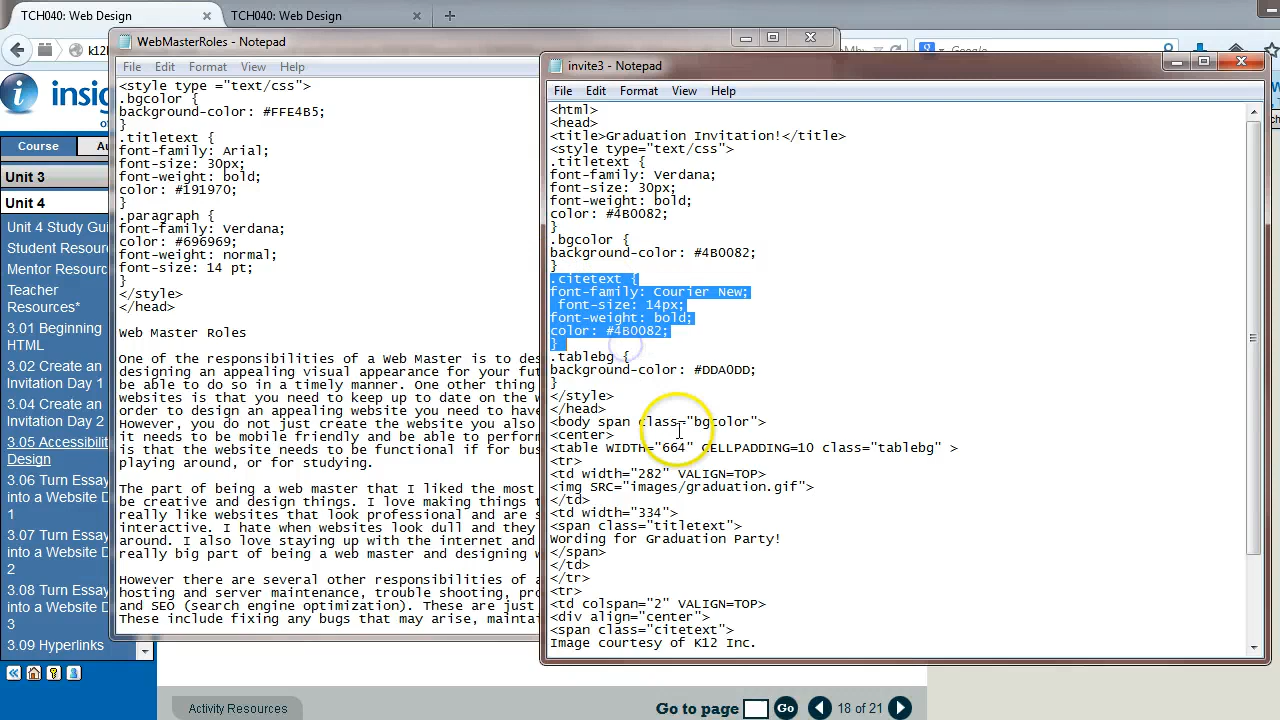 TCH040: Web Design
TCH040: Web Design
k12l
Google
insig
Course
Au
Unit 3
Unit 4
Unit 4 Study Gui
Student Resourc
Mentor Resourc
Teacher
Resources*
3.01 Beginning
HTML
3.02 Create an
Invitation Day 1
3.04 Create an
Invitation Day 2
3.05 Accessibilit
Design
3.06 Turn Essay
into a Website D
1
3.07 Turn Essay
into a Website D
2
3.08 Turn Essay
into a Website D
3
3.09 Hyperlinks
WebMasterRoles - Notepad
File Edit Format View Help
<style type ="text/css">
.bgcolor {
background-color: #FFE4B5;
}
.titletext {
font-family: Arial;
font-size: 30px;
font-weight: bold;
color: #191970;
}
.paragraph {
font-family: Verdana;
color: #696969;
font-weight: normal;
font-size: 14 pt;
}
</style>
</head>
Web Master Roles
One of the responsibilities of a Web Master is to des
designing an appealing visual appearance for your fut
be able to do so in a timely manner. One other thing
websites is that you need to keep up to date on the w
order to design an appealing website you need to have
However, you do not just create the website you also
it needs to be mobile friendly and be able to perform
is that the website needs to be functional if for bus
playing around, or for studing.
The part of being a web master that I liked the most
be creative and design things. I love making things t
really like websites that look professional and are s
interactive. I hate when websites look dull and they
around. I also love staying up with the internet and
really big part of being a web master and designing w
However there are several other responsibilities of a
hosting and server maintenance, trouble shooting, pro
and SEO (search engine optimization). These are just
These include fixing any bugs that may arise, maintai
invite3 - Notepad
File Edit Format View Help
<html>
<head>
<title>Graduation Invitation!</title>
<style type="text/css">
.titletext {
font-family: Verdana;
font-size: 30px;
font-weight: bold;
color: #4B0082;
}
.bgcolor {
background-color: #4B0082;
}
.citetext {
font-family: Courier New;
font-size: 14px;
font-weight: bold;
color: #4B0082;
}
.tablebg {
background-color: #DDA0DD;
}
</style>
</head>
<body span class="bgcolor">
<center>
<table WIDTH="664" CELLPADDING=10 class="tablebg" >
<tr>
<td width="282" VALIGN=TOP>
<img SRC="images/graduation.gif">
</td>
<td width="334">
<span class="titletext">
Wording for Graduation Party!
</span>
</td>
</tr>
<tr>
<td colspan="2" VALIGN=TOP>
<div align="center">
<span class="citetext">
Image courtesy of K12 Inc.
Activity Resources
Go to page Go 18 of 21